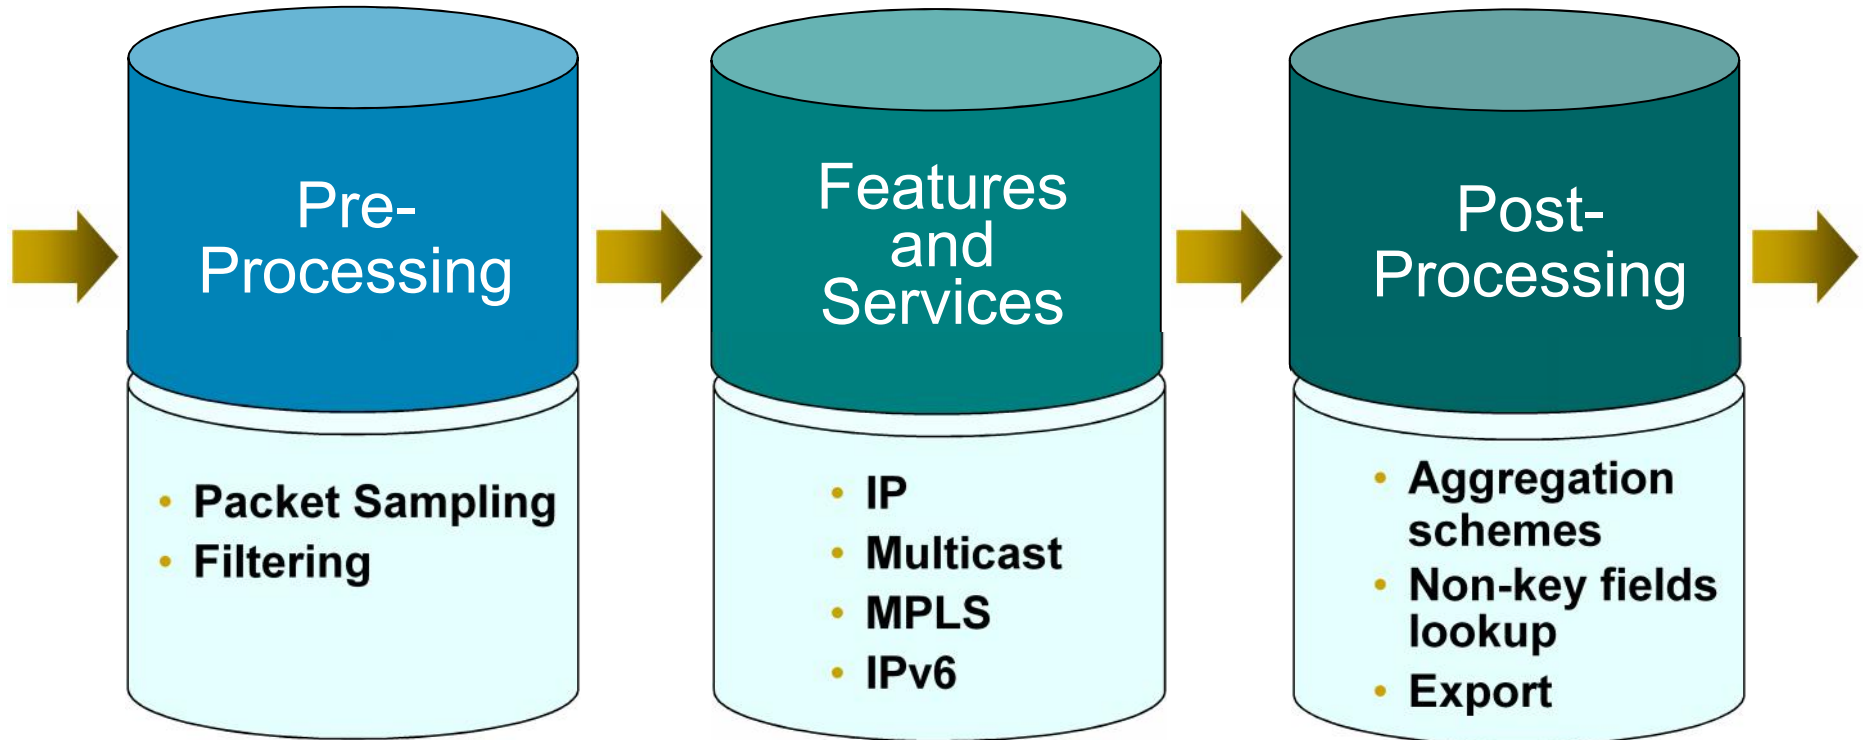 Pre-
Processing
• Packet Sampling
• Filtering
Features
and
Services
• IP
• Multicast
• MPLS
• IPv6
Post-
Processing
• Aggregation
schemes
• Non-key fields
lookup
• Export